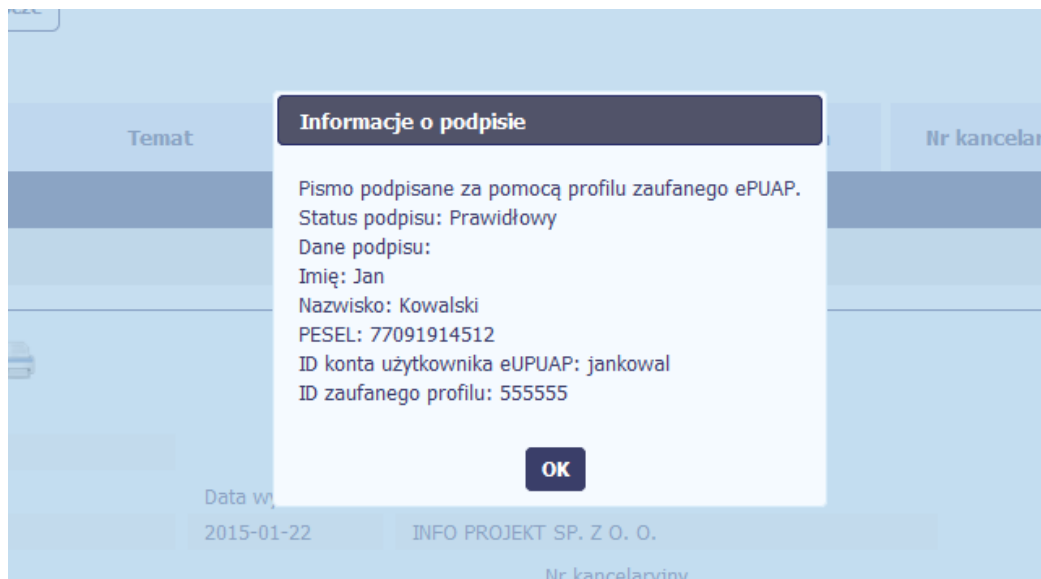 Informacje o podpisie
Temat
Nr kancelar
Pismo podpisane za pomocą profilu zaufanego ePUAP.
Status podpisu: Prawidłowy
Dane podpisu:
Imię: Jan
Nazwisko: Kowalski
PESEL: 77091914512
ID konta użytkownika eUPUAP: jankowal
ID zaufanego profilu: 555555
OK
Data wy
2015-01-22 INFO PROJEKT SP. Z O. O.
Nr kancelaryjny